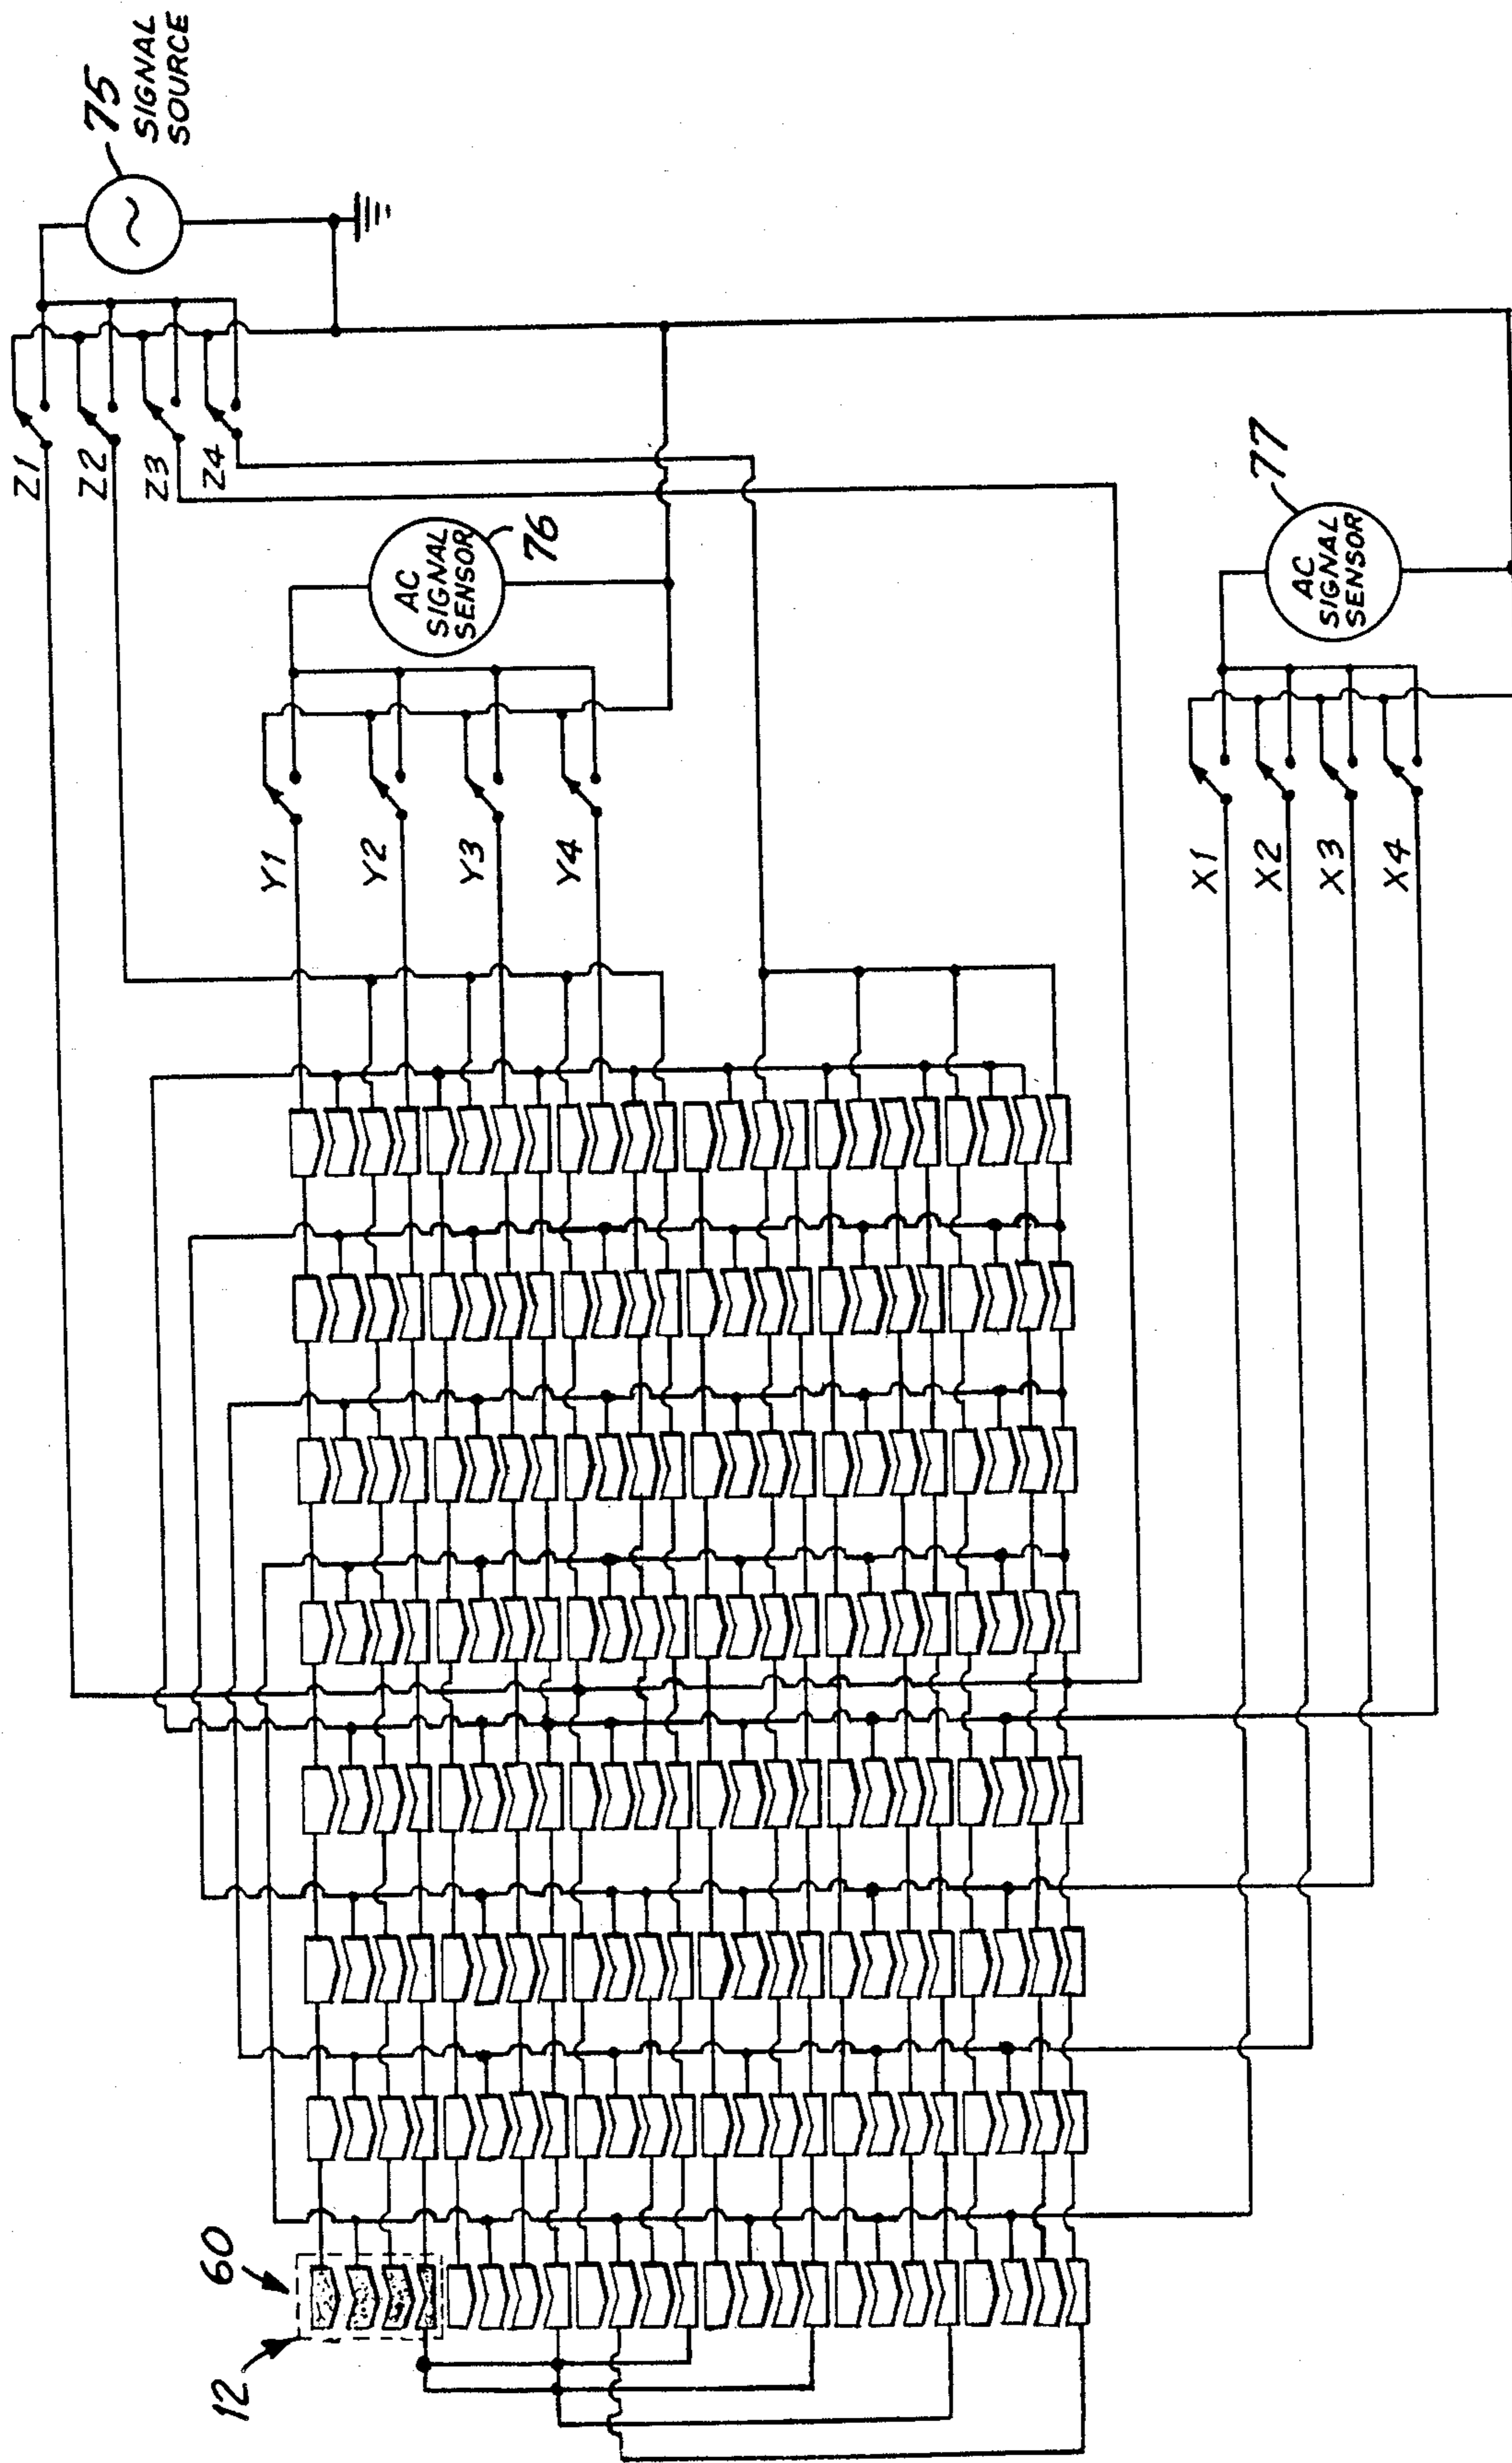 75
SIGNAL
SOURCE
Z1
Z2
Z3
Z4
AC
SIGNAL
SENSOR
76
Y1
Y2
Y3
Y4
77
AC
SIGNAL
SENSOR
X1
X2
X3
X4
60
12